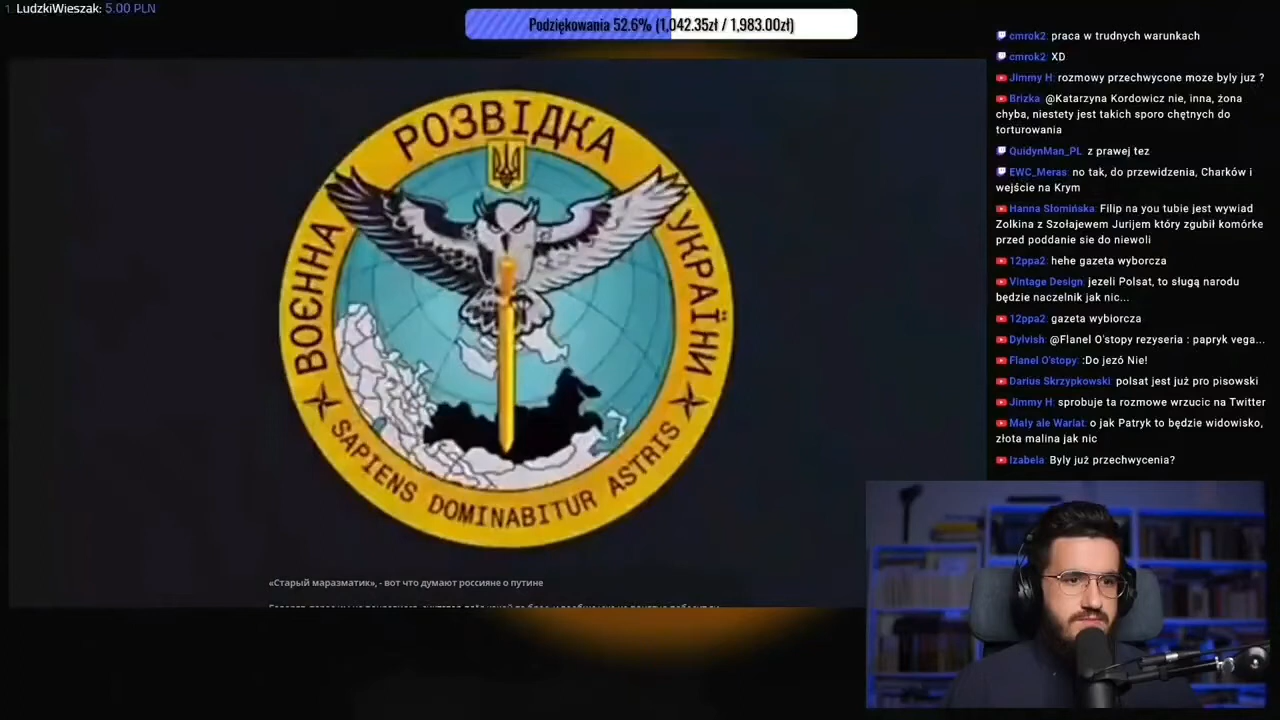 1 LudzkiWieszak: 5.00 PLN
Podziękowania 52.6% (1,042.35zł / 1,983.00zł)
ВОЄННА РОЗВІДКА УКРАЇНИ
SAPIENS DOMINABITUR ASTRIS
«Старый маразматик», - вот что думают россияне о путине
cmrok2: praca w trudnych warunkach
cmrok2: XD
Jimmy H: rozmowy przechwycone moze byly juz ?
Brizka: @Katarzyna Kordowicz nie, inna, żona
chyba, niestety jest takich sporo chętnych do
torturowania
QuidynMan_PL: z prawej tez
EWC_Meras: no tak, do przewidzenia, Charków i
wejście na Krym
Hanna Słomińska: Filip na you tubie jest wywiad
Zolkina z Szołajewem Jurijem który zgubił komórke
przed poddanie sie do niewoli
12ppa2: hehe gazeta wyborcza
Vintage Design: jezeli Polsat, to sługą narodu
będzie naczelnik jak nic...
12ppa2: gazeta wybiorcza
Dylvish: @Flanel O'stopy rezyseria : papryk vega...
Flanel O'stopy: :Do jezó Nie!
Darius Skrzypkowski: polsat jest już pro pisowski
Jimmy H: sprobuje ta rozmowe wrzucic na Twitter
Mały ale Wariat: o jak Patryk to będzie widowisko,
złota malina jak nic
Izabela: Byly już przechwycenia?